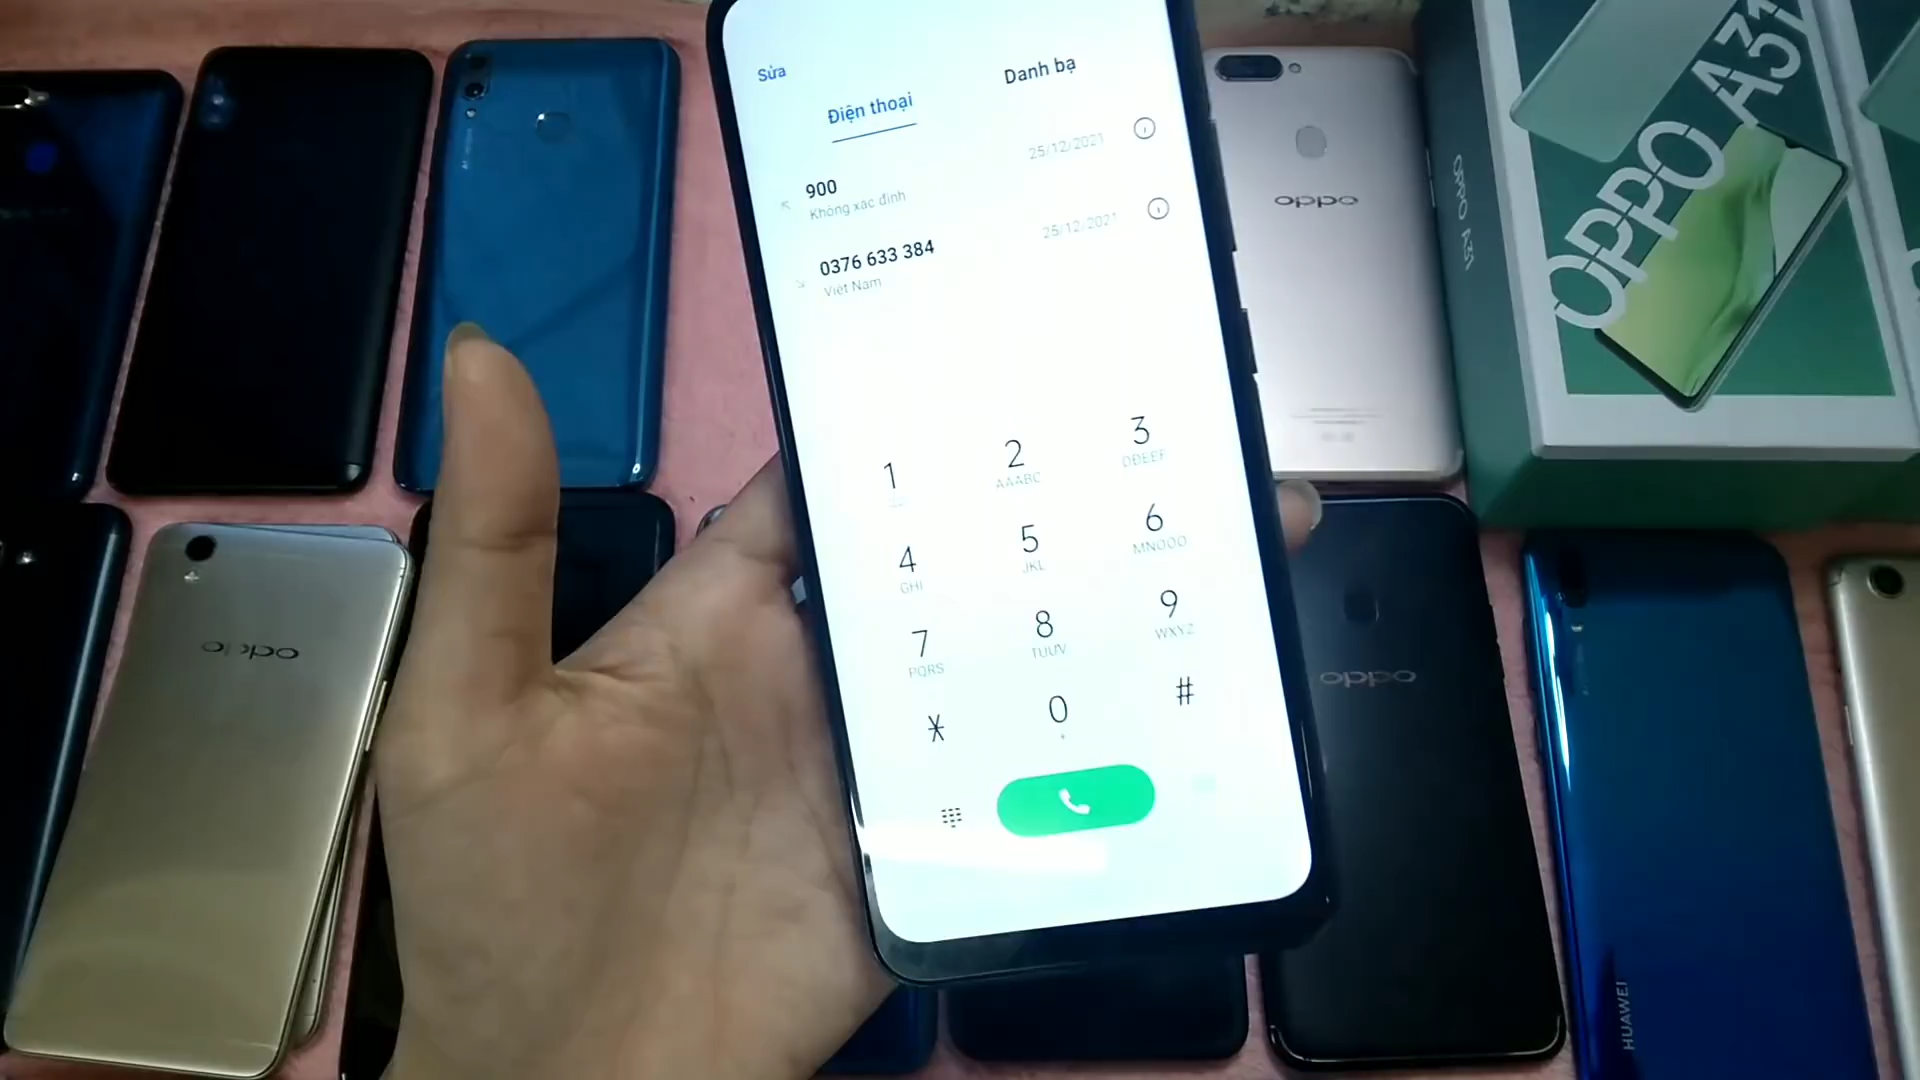 Sửa
Điện thoại
Danh bạ
900
25/12/2021
Không xác định
0376 633 384
25/12/2021
Việt Nam
1
2
AAABC
3
DĐEEF
4
GHI
5
JKL
6
MNOOO
7
PQRS
8
TUUV
9
WXYZ
0
+
#
oppo
OPPO A31
OPPO A31
oppo
oppo
HUAWEI